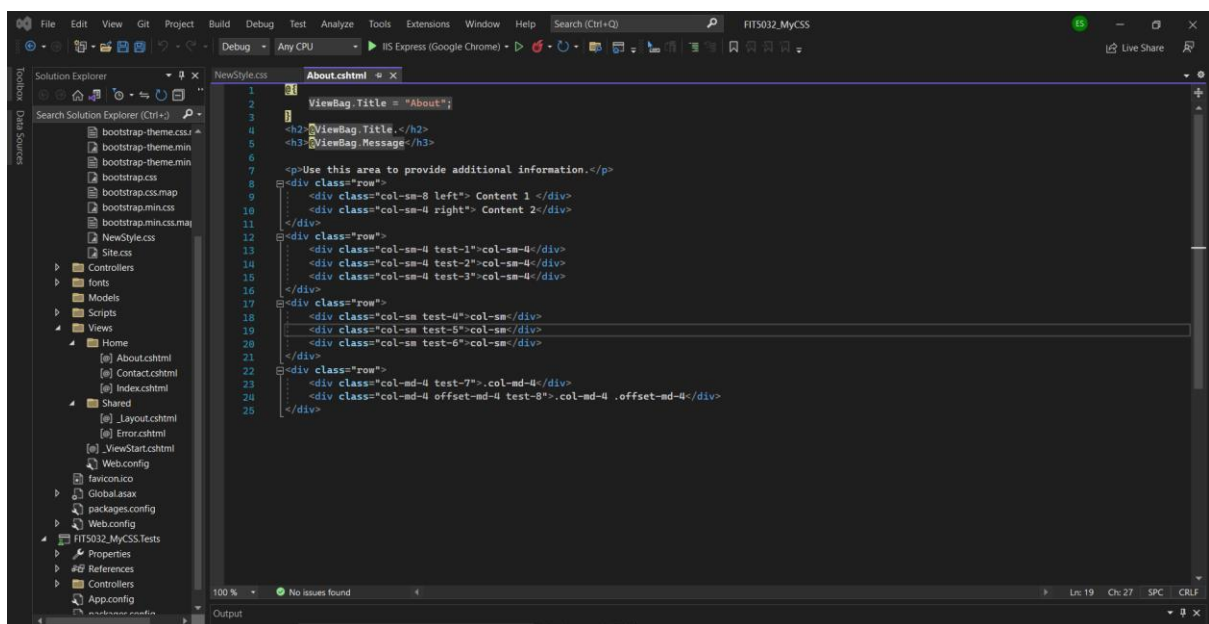 File Edit View Git Project Build Debug Test Analyze Tools Extensions Window Help Search (Ctrl+Q) FIT5032_MyCSS ES
Debug Any CPU IIS Express (Google Chrome) Live Share
Toolbox
Data Sources
Solution Explorer
Search Solution Explorer (Ctrl+;)
bootstrap-theme.css.r
bootstrap-theme.min
bootstrap-theme.min
bootstrap.css
bootstrap.css.map
bootstrap.min.css
bootstrap.min.css.map
NewStyle.css
Site.css
Controllers
fonts
Models
Scripts
Views
Home
[@] About.cshtml
[@] Contact.cshtml
[@] Index.cshtml
Shared
[@] _Layout.cshtml
[@] Error.cshtml
[@] _ViewStart.cshtml
Web.config
favicon.ico
Global.asax
packages.config
Web.config
FIT5032_MyCSS.Tests
Properties
References
Controllers
App.config
packages.config
NewStyle.css About.cshtml
1 @{
2 ViewBag.Title = "About";
3 }
4 <h2>@ViewBag.Title.</h2>
5 <h3>@ViewBag.Message</h3>
6
7 <p>Use this area to provide additional information.</p>
8 <div class="row">
9 <div class="col-sm-8 left"> Content 1 </div>
10 <div class="col-sm-4 right"> Content 2</div>
11 </div>
12 <div class="row">
13 <div class="col-sm-4 test-1">col-sm-4</div>
14 <div class="col-sm-4 test-2">col-sm-4</div>
15 <div class="col-sm-4 test-3">col-sm-4</div>
16 </div>
17 <div class="row">
18 <div class="col-sm test-4">col-sm</div>
19 <div class="col-sm test-5">col-sm</div>
20 <div class="col-sm test-6">col-sm</div>
21 </div>
22 <div class="row">
23 <div class="col-md-4 test-7">.col-md-4</div>
24 <div class="col-md-4 offset-md-4 test-8">.col-md-4 .offset-md-4</div>
25 </div>
100 % No issues found Ln: 19 Ch: 27 SPC CRLF
Output